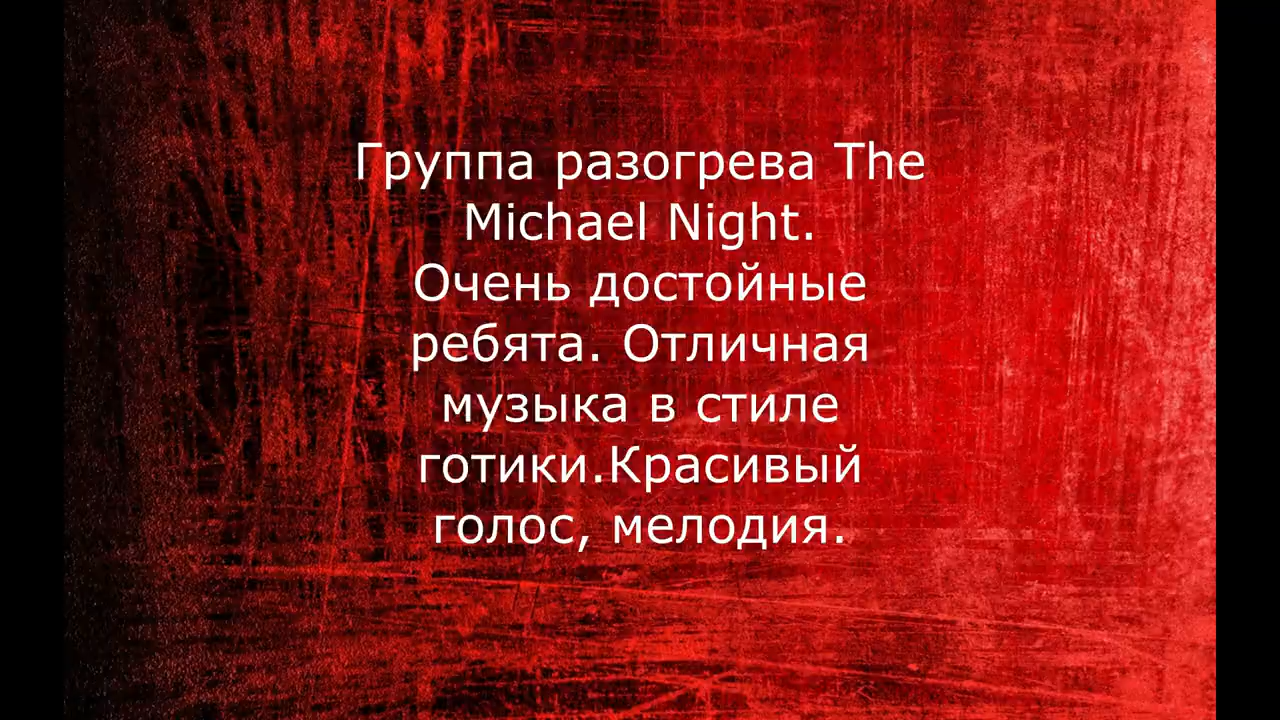 Группа разогрева The
Michael Night.
Очень достойные
ребята. Отличная
музыка в стиле
готики.Красивый
голос, мелодия.